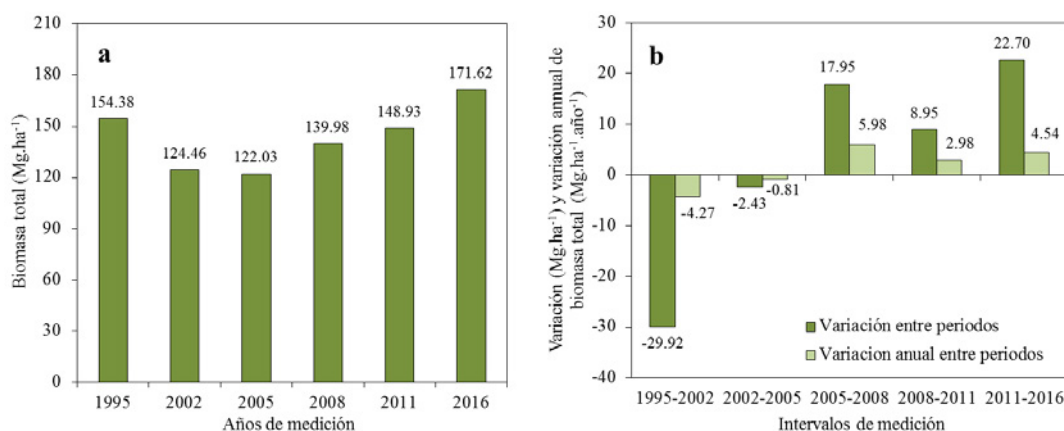 a
Biomasa total (Mg.ha⁻¹)
210
180
150
120
90
60
30
0
154.38
124.46
122.03
139.98
148.93
171.62
1995 2002 2005 2008 2011 2016
Años de medición
b
Variación (Mg.ha⁻¹) y variación annual de
biomasa total (Mg.ha⁻¹.año⁻¹)
30
20
10
0
-10
-20
-30
-40
-29.92
-4.27
-2.43
-0.81
17.95
5.98
8.95
2.98
22.70
4.54
Variación entre periodos
Variacion anual entre periodos
1995-2002 2002-2005 2005-2008 2008-2011 2011-2016
Intervalos de medición